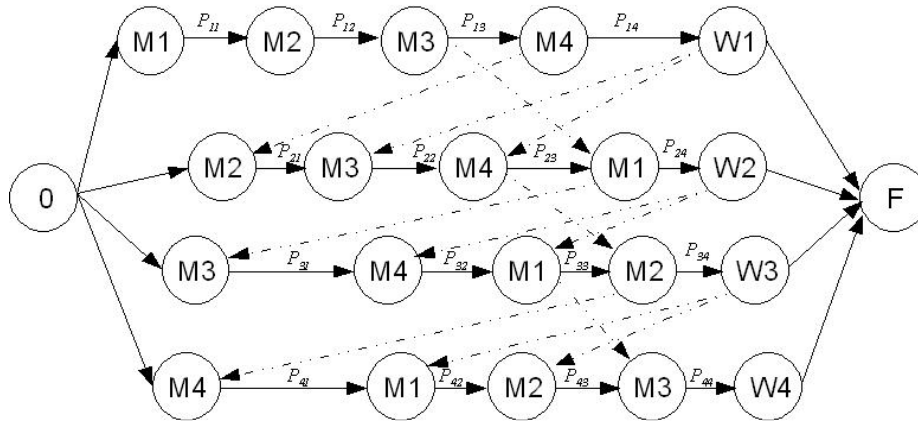 P11 P12 P13 P14
M1 M2 M3 M4 W1
P21 P22 P23 P24
M2 M3 M4 M1 W2
0 F
P31 P32 P33 P34
M3 M4 M1 M2 W3
P41 P42 P43 P44
M4 M1 M2 M3 W4